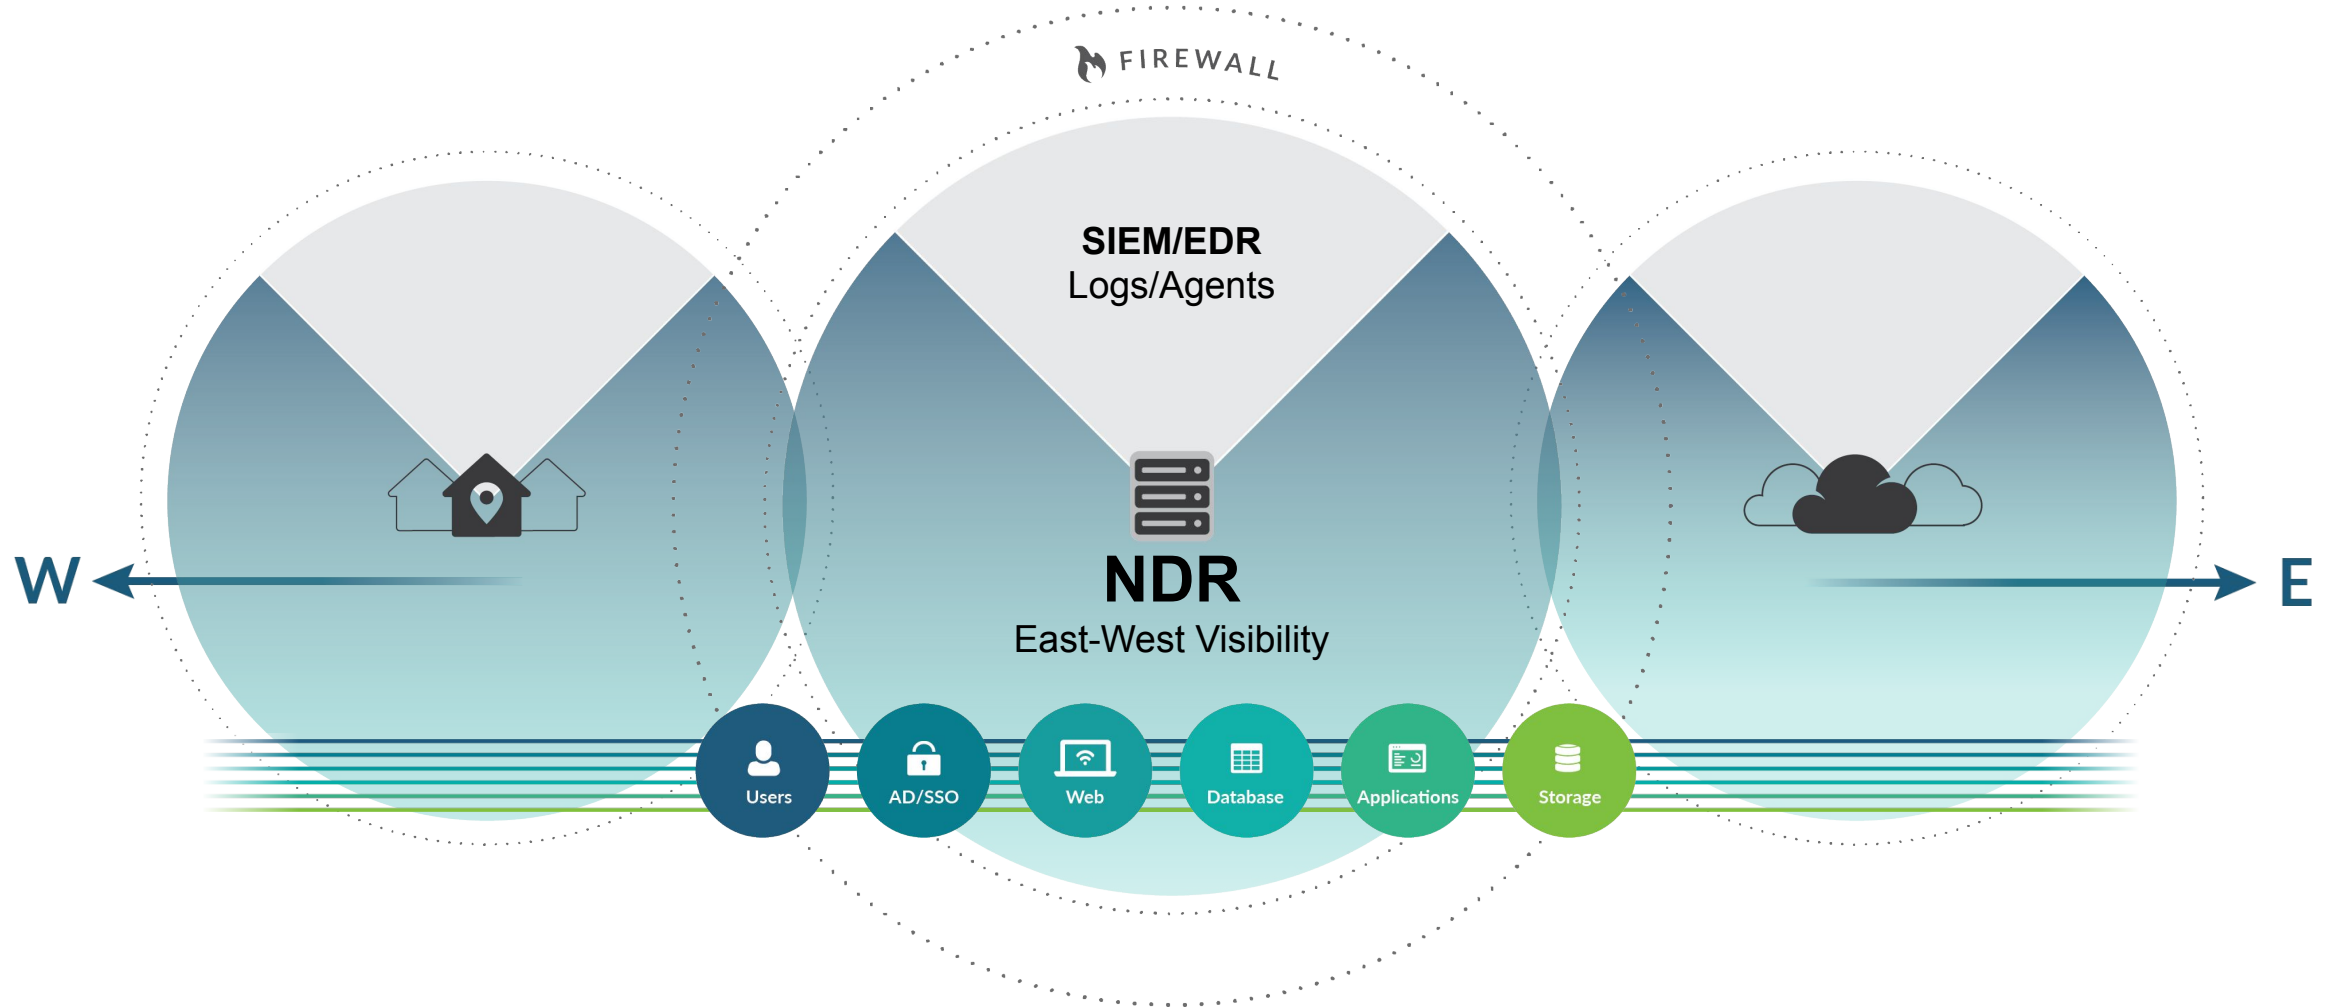 FIREWALL
SIEM/EDR
Logs/Agents
W
E
NDR
East-West Visibility
Users
AD/SSO
Web
Database
Applications
Storage